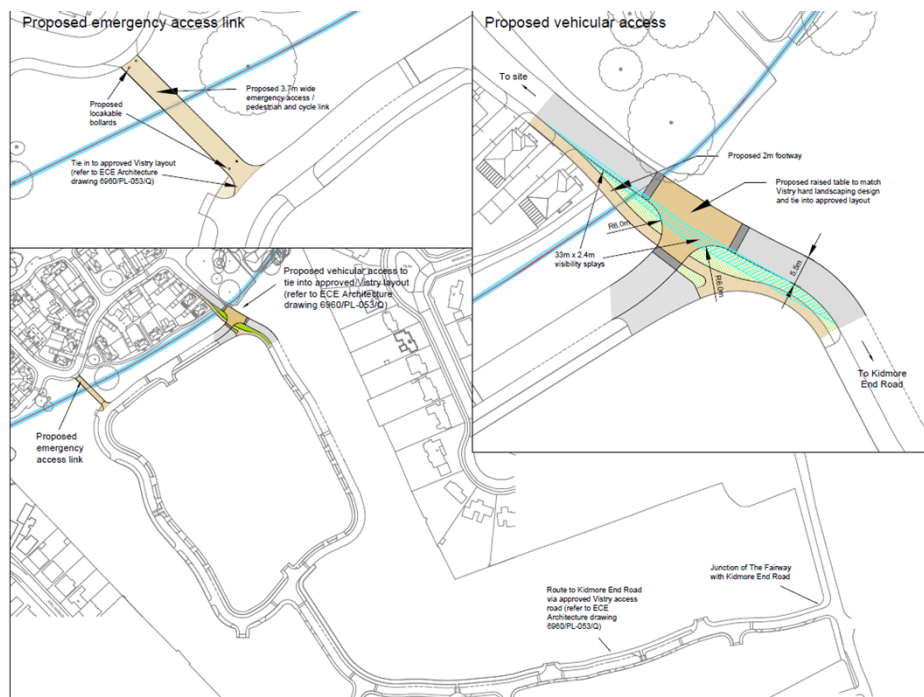 Proposed emergency access link
Proposed 3.7m wide
emergency access /
pedestrian and cycle link
Proposed
lockable
bollards
Tie in to approved Vistry layout
(refer to ECE Architecture
drawing 6960/PL-053/Q)
Proposed vehicular access
To site
Proposed 2m footway
Proposed raised table to match
Vistry hard landscaping design
and tie into approved layout
R6.0m
33m x 2.4m
visibility splays
R6.0m
5.5m
To Kidmore
End Road
Proposed vehicular access to
tie into approved Vistry layout
(refer to ECE Architecture
drawing 6960/PL-053/Q)
Proposed
emergency
access link
Route to Kidmore End Road
via approved Vistry access
road (refer to ECE
Architecture drawing
6960/PL-053/Q)
Junction of The Fairway
with Kidmore End Road